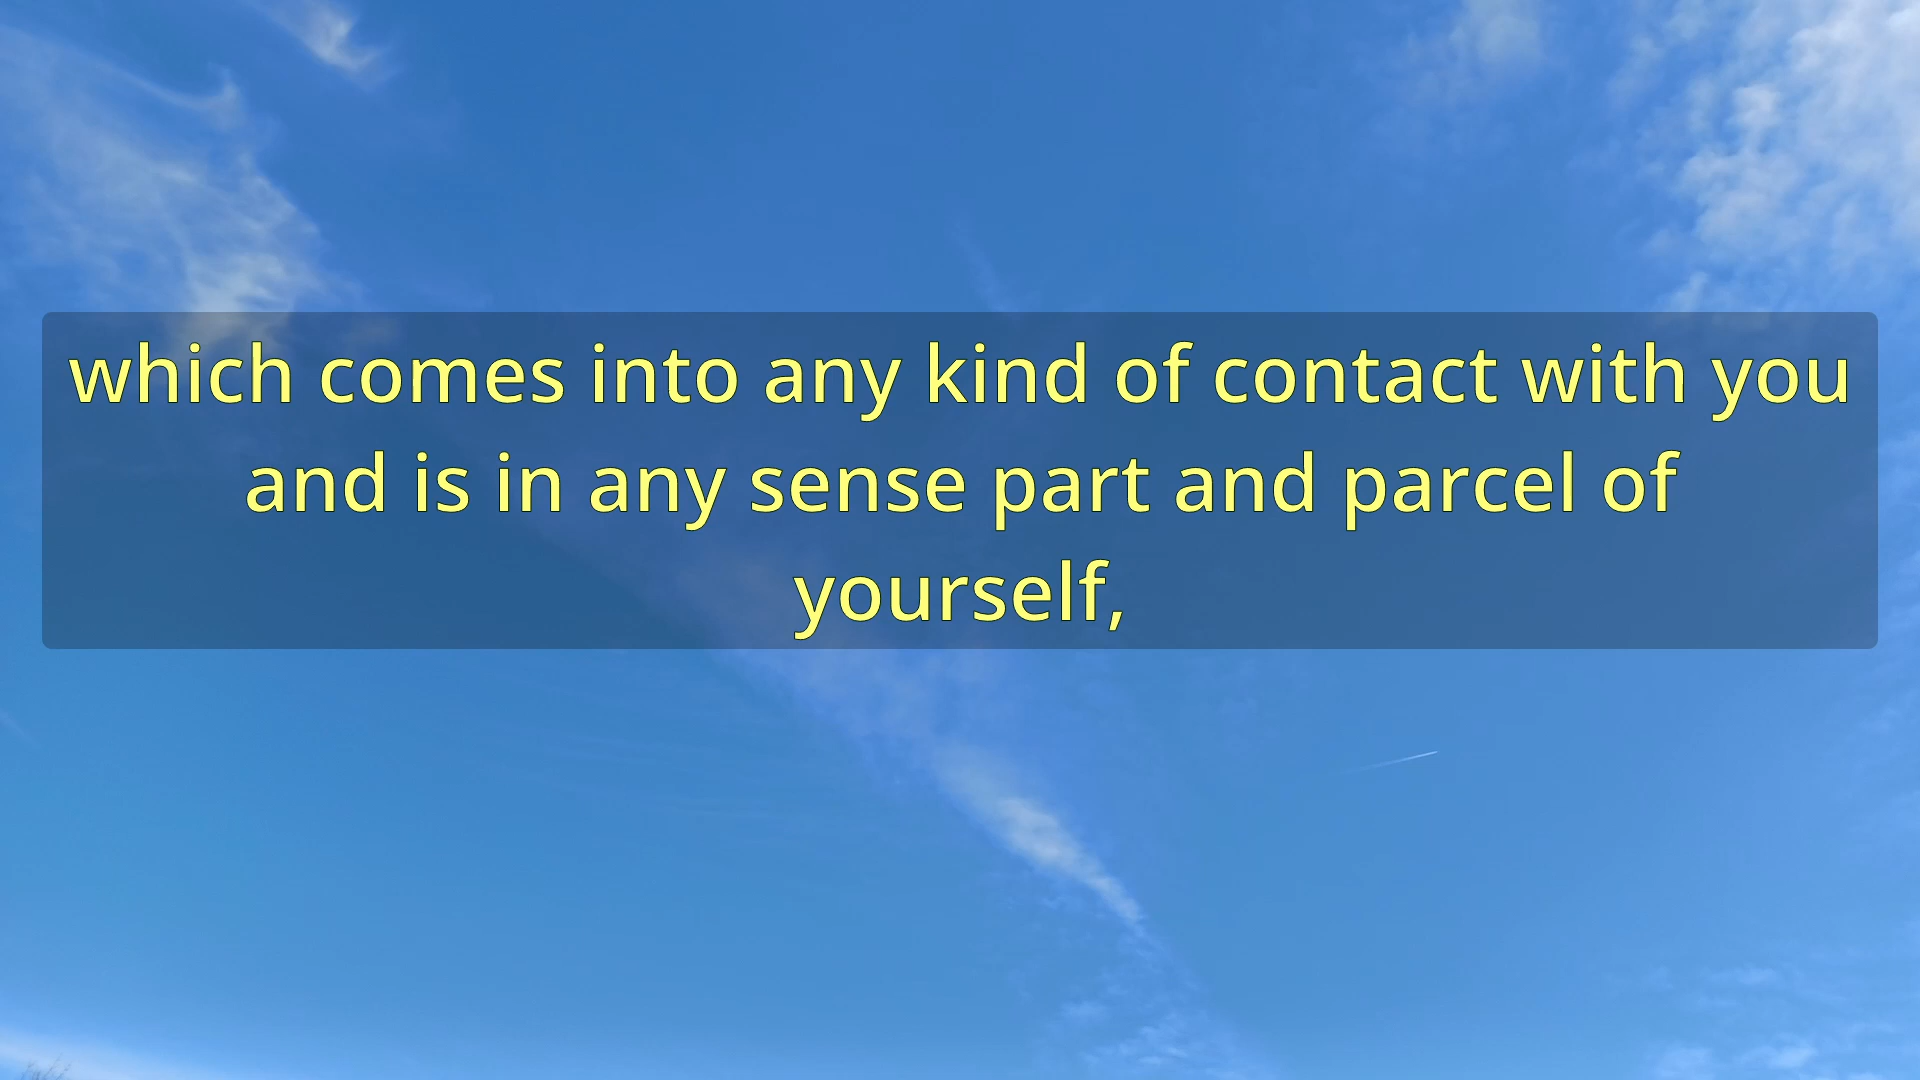 which comes into any kind of contact with you
and is in any sense part and parcel of
yourself,